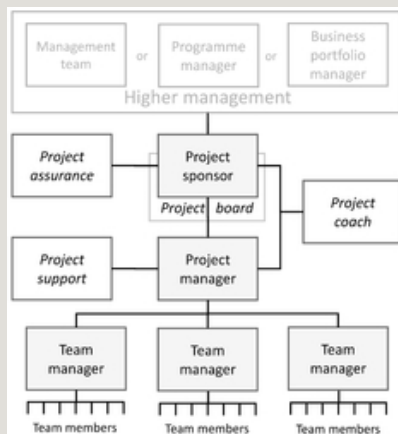 Management
team
or
Programme
manager
or
Business
portfolio
manager
Higher management
Project
assurance
Project
sponsor
Project board
Project
coach
Project
support
Project
manager
Team
manager
Team
manager
Team
manager
Team members
Team members
Team members